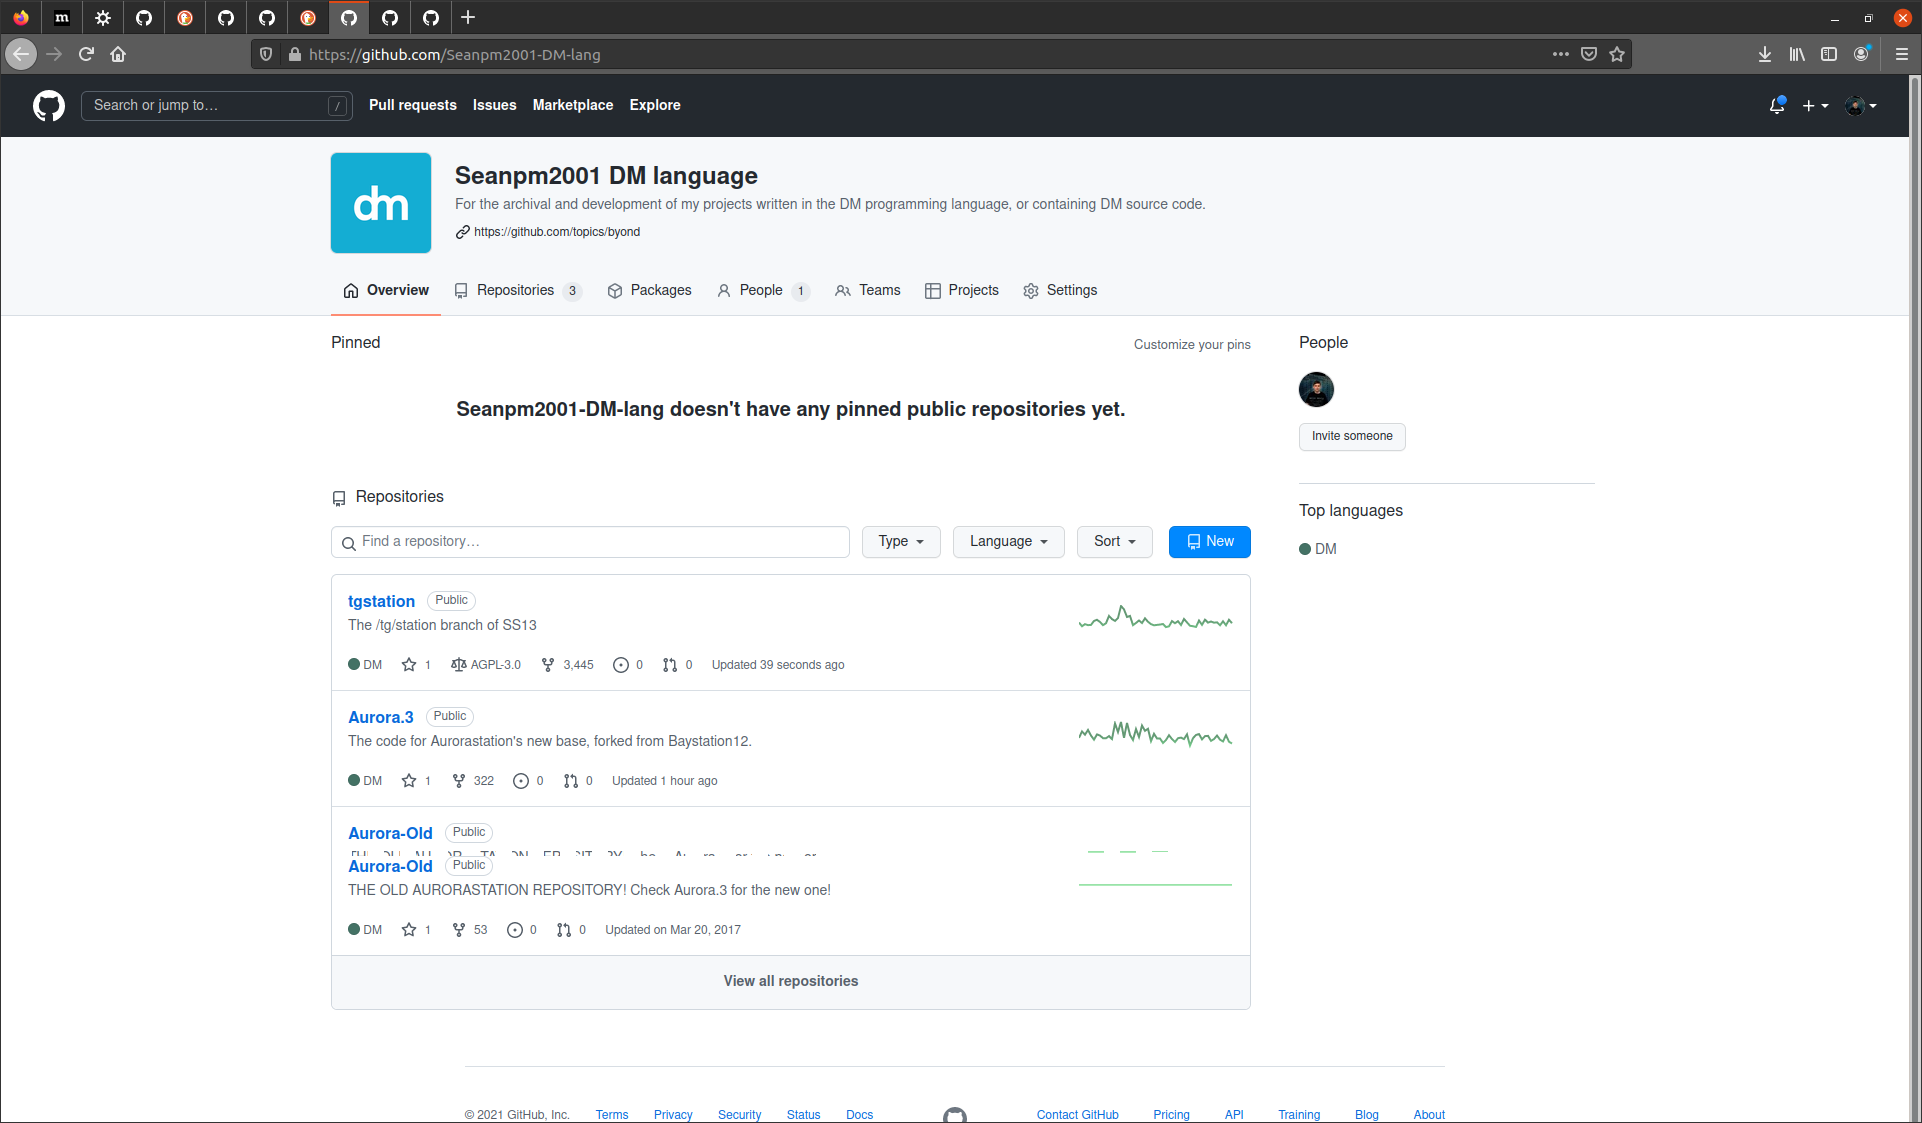 m
https://github.com/Seanpm2001-DM-lang
Search or jump to… /
Pull requests Issues Marketplace Explore
dm
Seanpm2001 DM language
For the archival and development of my projects written in the DM programming language, or containing DM source code.
https://github.com/topics/byond
Overview Repositories 3 Packages People 1 Teams Projects Settings
Pinned
Customize your pins
Seanpm2001-DM-lang doesn't have any pinned public repositories yet.
People
Invite someone
Top languages
DM
Repositories
Find a repository…
Type Language Sort New
tgstation Public
The /tg/station branch of SS13
DM 1 AGPL-3.0 3,445 0 0 Updated 39 seconds ago
Aurora.3 Public
The code for Aurorastation's new base, forked from Baystation12.
DM 1 322 0 0 Updated 1 hour ago
Aurora-Old Public
Aurora-Old Public
THE OLD AURORASTATION REPOSITORY! Check Aurora.3 for the new one!
DM 1 53 0 0 Updated on Mar 20, 2017
View all repositories
© 2021 GitHub, Inc. Terms Privacy Security Status Docs Contact GitHub Pricing API Training Blog About